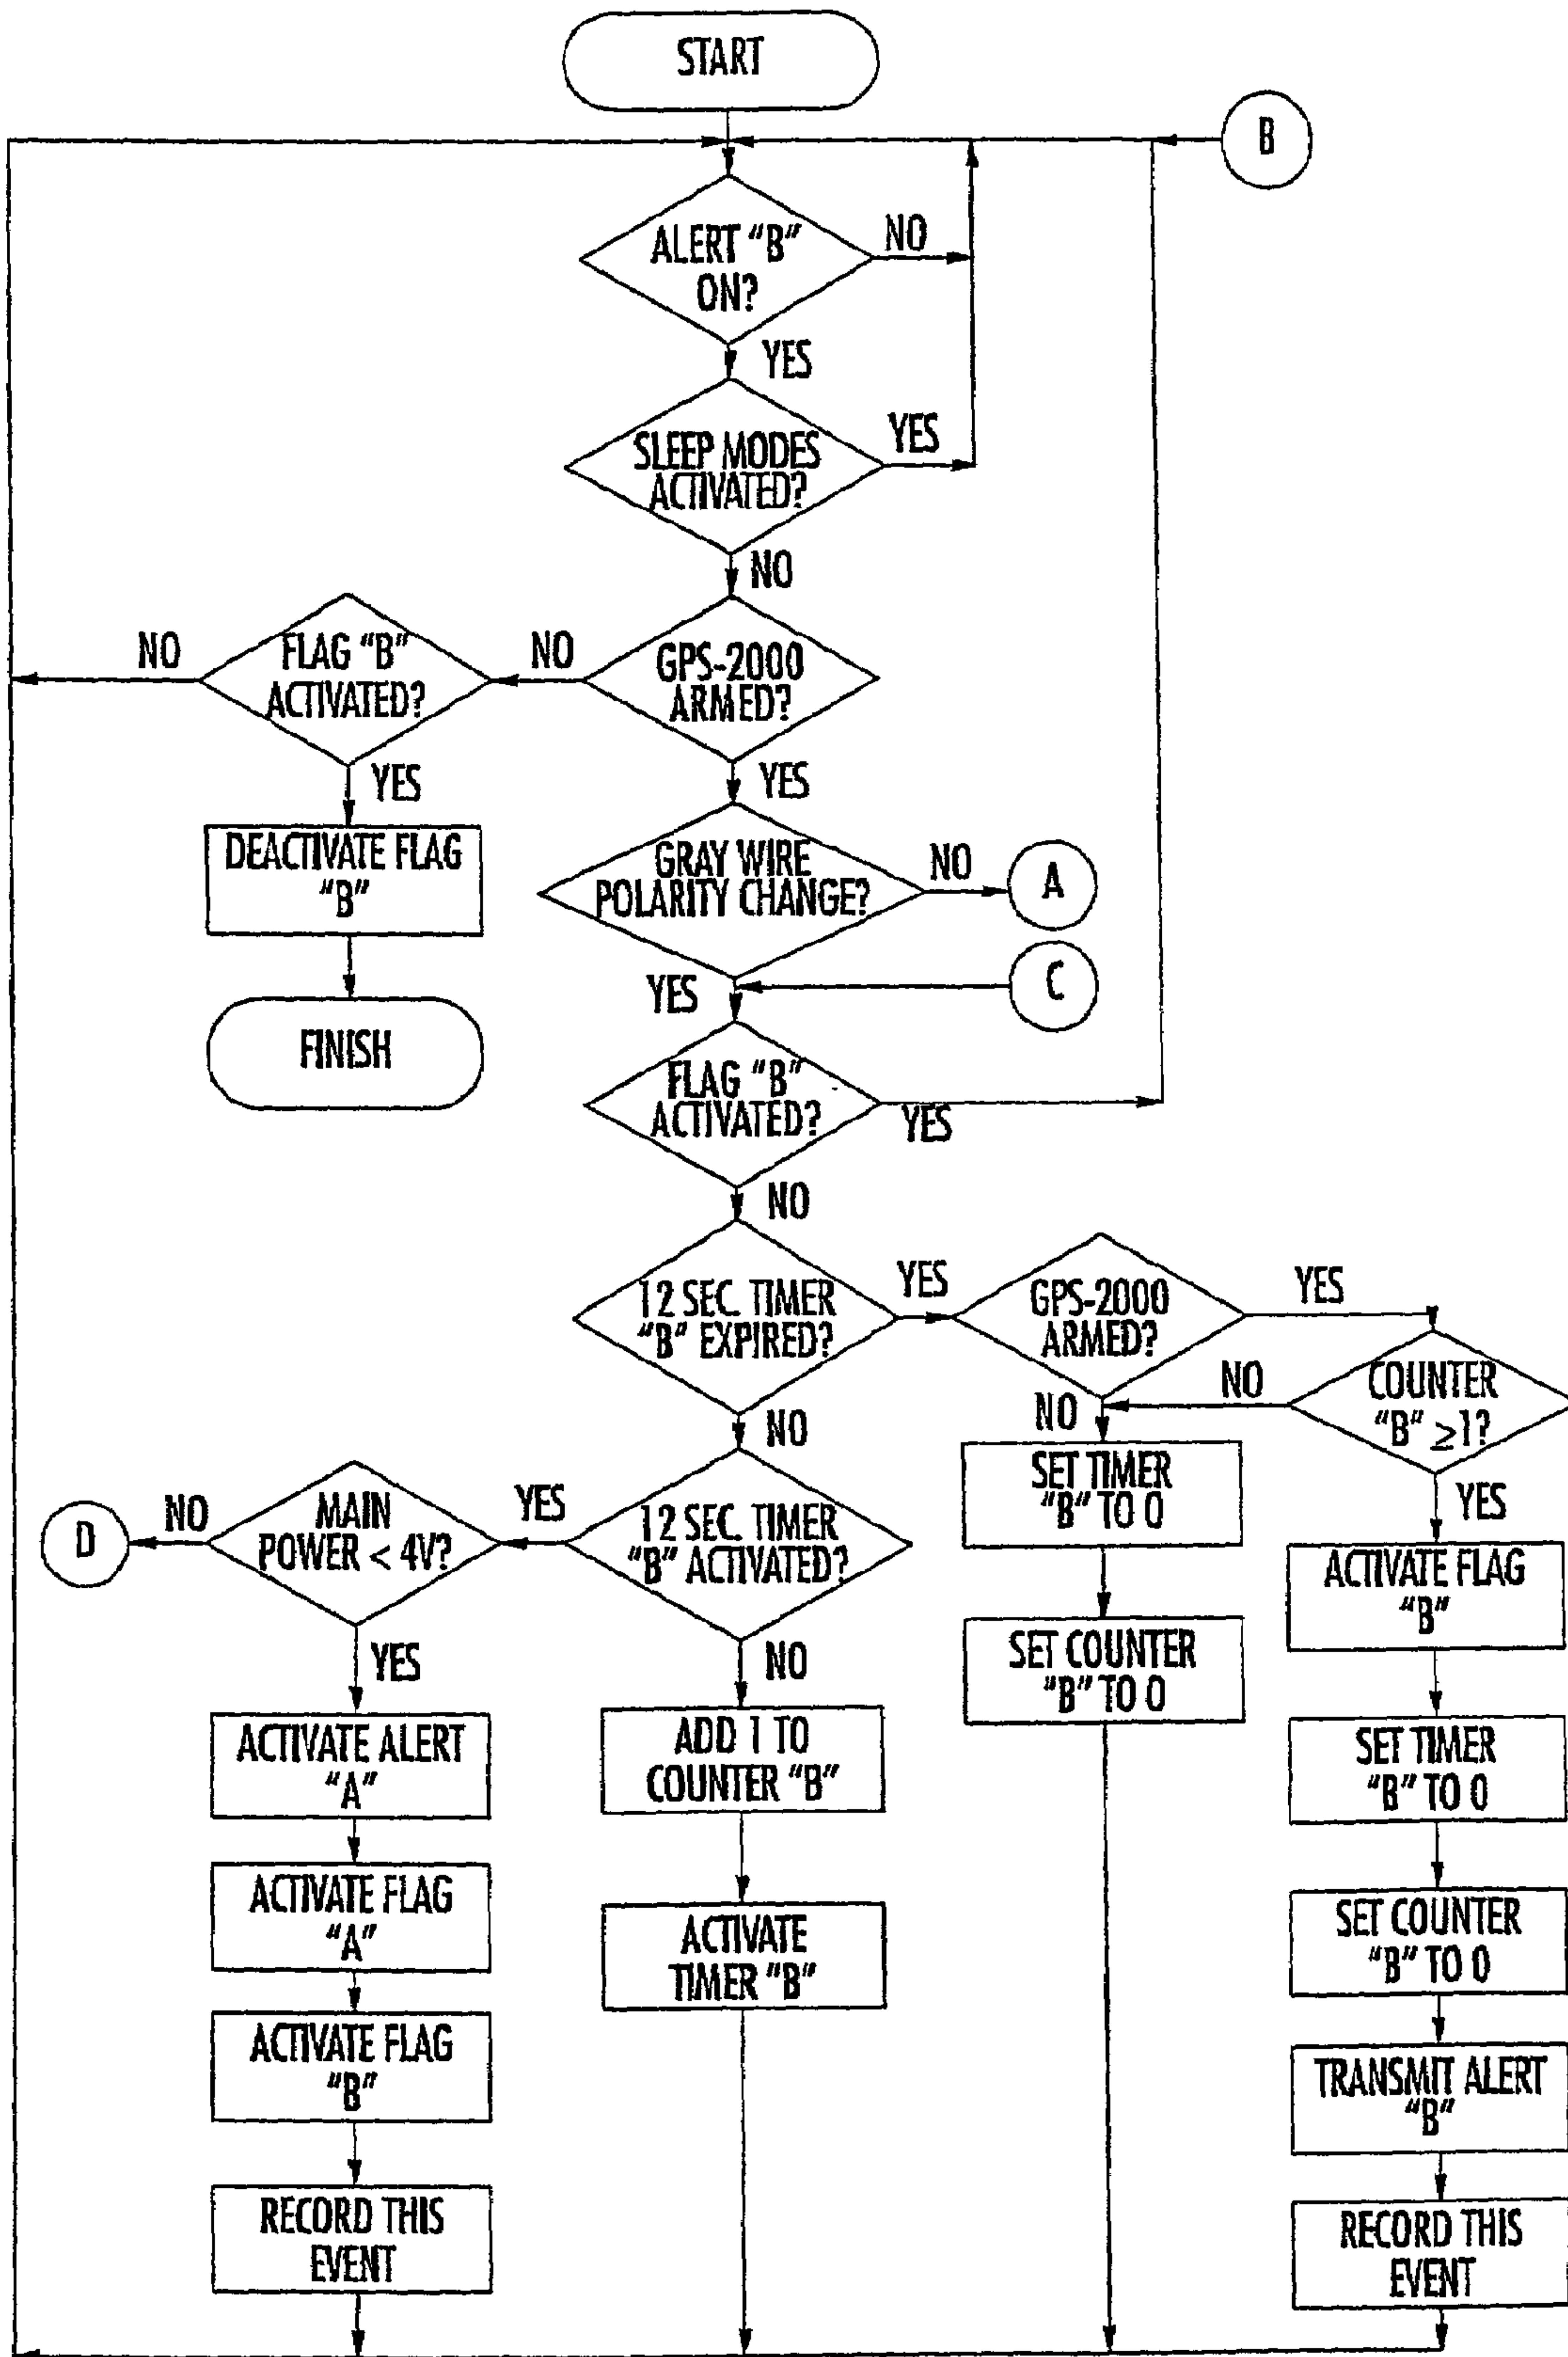 START
B
ALERT "B"
ON?
NO
YES
SLEEP MODES
ACTIVATED?
YES
NO
GPS-2000
ARMED?
NO
FLAG "B"
ACTIVATED?
NO
YES
DEACTIVATE FLAG
"B"
FINISH
YES
GRAY WIRE
POLARITY CHANGE?
NO
A
YES
C
FLAG "B"
ACTIVATED?
YES
NO
12 SEC. TIMER
"B" EXPIRED?
YES
GPS-2000
ARMED?
YES
COUNTER
"B" ≥1?
NO
NO
SET TIMER
"B" TO 0
SET COUNTER
"B" TO 0
YES
ACTIVATE FLAG
"B"
SET TIMER
"B" TO 0
SET COUNTER
"B" TO 0
TRANSMIT ALERT
"B"
RECORD THIS
EVENT
NO
12 SEC. TIMER
"B" ACTIVATED?
YES
MAIN
POWER < 4V?
NO
D
YES
ACTIVATE ALERT
"A"
ACTIVATE FLAG
"A"
ACTIVATE FLAG
"B"
RECORD THIS
EVENT
NO
ADD 1 TO
COUNTER "B"
ACTIVATE
TIMER "B"